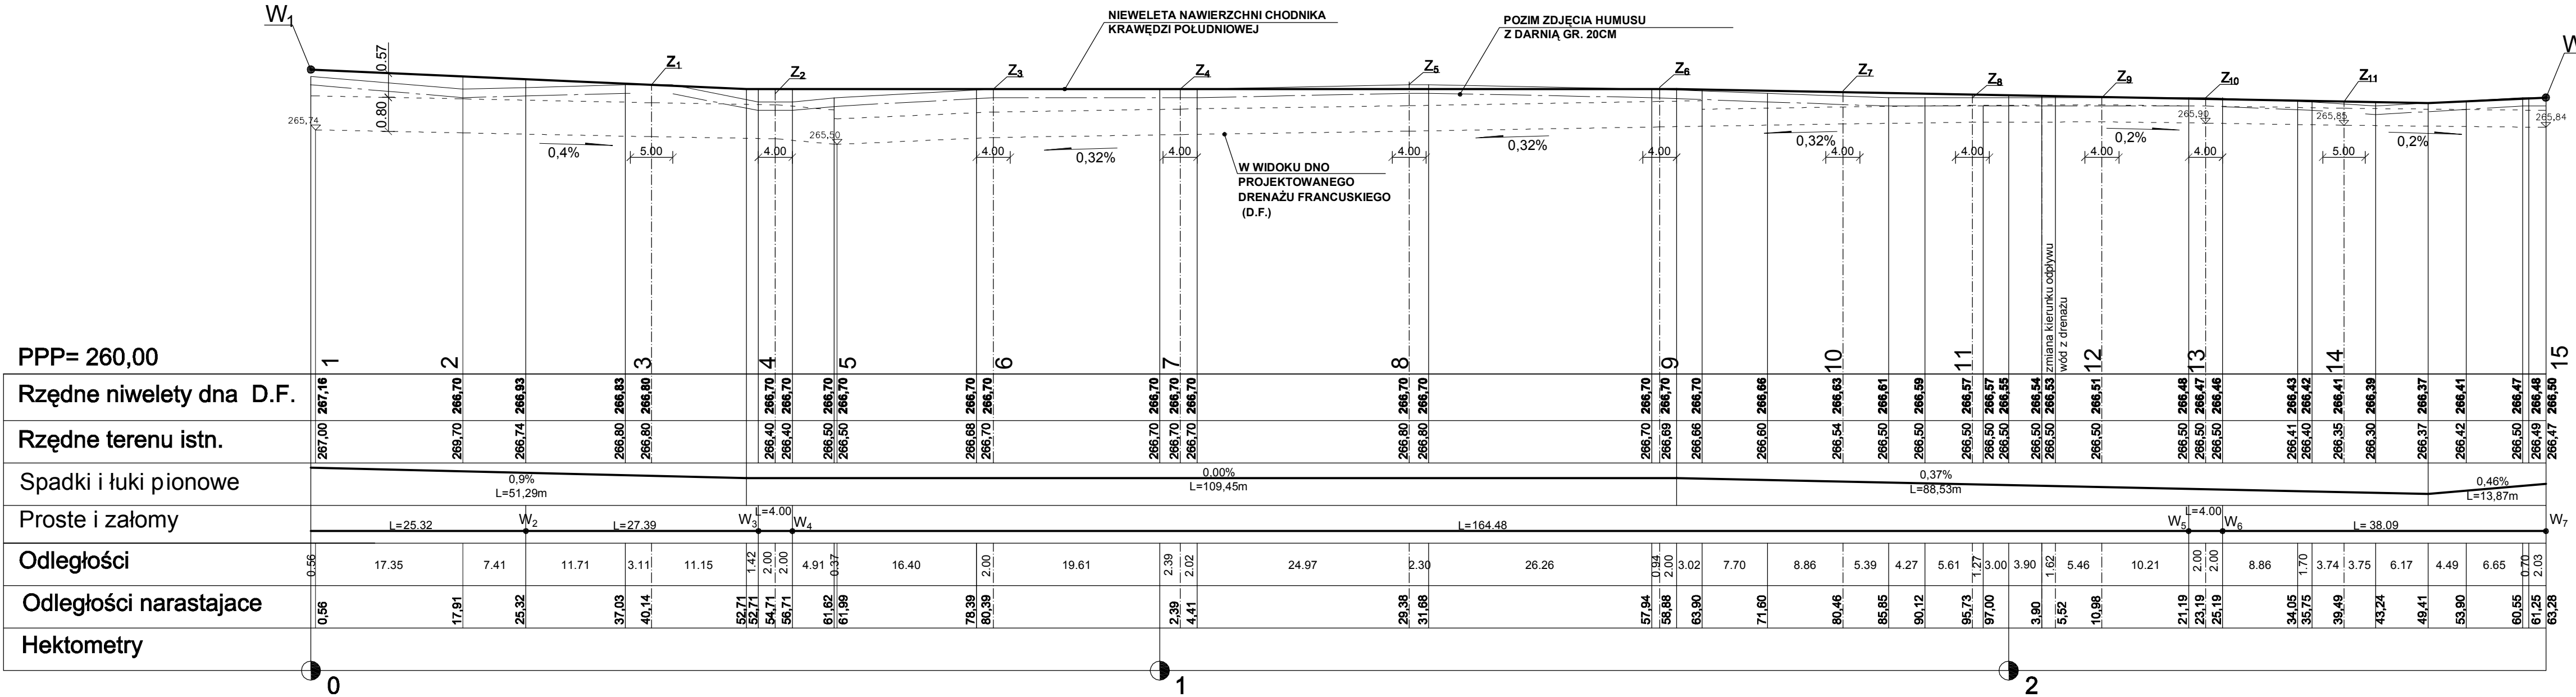 W1
NIEWELETA NAWIERZCHNI CHODNIKA
KRAWĘDZI POŁUDNIOWEJ
POZIM ZDJĘCIA HUMUSU
Z DARNIĄ GR. 20CM
W
0.57
0.80
Z1 Z2 Z3 Z4 Z5 Z6 Z7 Z8 Z9 Z10 Z11
265,74 265,50 265,90 265,85 265,84
0,4% 0,32% 0,32% 0,32% 0,2% 0,2%
5.00 4.00 4.00 4.00 4.00 4.00 4.00 4.00 4.00 4.00 5.00
W WIDOKU DNO
PROJEKTOWANEGO
DRENAŻU FRANCUSKIEGO
(D.F.)
zmiana kierunku odpływu
wód z drenażu
PPP= 260,00
1 2 3 4 5 6 7 8 9 10 11 12 13 14 15
Rzędne niwelety dna D.F.
267,16 266,70 266,93 266,83 266,80 266,70 266,70 266,70 266,70 266,70 266,70 266,70 266,70 266,70 266,70 266,70 266,70 266,70 266,70 266,66 266,63 266,61 266,59 266,57 266,57 266,55 266,54 266,53 266,51 266,48 266,47 266,46 266,43 266,42 266,41 266,39 266,37 266,41 266,47 266,48 266,50
Rzędne terenu istn.
267,00 269,70 266,74 266,80 266,80 266,40 266,40 266,50 266,50 266,68 266,70 266,70 266,70 266,70 266,80 266,80 266,70 266,69 266,66 266,60 266,54 266,50 266,50 266,50 266,50 266,50 266,50 266,50 266,50 266,50 266,50 266,50 266,41 266,40 266,35 266,30 266,37 266,42 266,50 266,49 266,47
Spadki i łuki pionowe
0,9% 0,00% 0,37% 0,46%
L=51,29m L=109,45m L=88,53m L=13,87m
Proste i załomy
L=25.32 W2 L=27.39 W3 L=4.00 W4 L=164.48 W5 L=4.00 W6 L= 38.09 W7
Odległości
0.56 17.35 7.41 11.71 3.11 11.15 1.42 2.00 2.00 4.91 0.37 16.40 2.00 19.61 2.39 2.02 24.97 2.30 26.26 0.94 2.00 3.02 7.70 8.86 5.39 4.27 5.61 1.27 3.00 3.90 1.62 5.46 10.21 2.00 2.00 8.86 1.70 3.74 3.75 6.17 4.49 6.65 0.70 2.03
Odległości narastajace
0,56 17,91 25,32 37,03 40,14 52,71 52,71 54,71 56,71 61,62 61,99 78,39 80,39 2,39 4,41 29,38 31,68 57,94 58,88 63,90 71,60 80,46 85,85 90,12 95,73 97,00 3,90 5,52 10,98 21,19 23,19 25,19 34,05 35,75 39,49 43,24 49,41 53,90 60,55 61,25 63,28
Hektometry
0 1 2